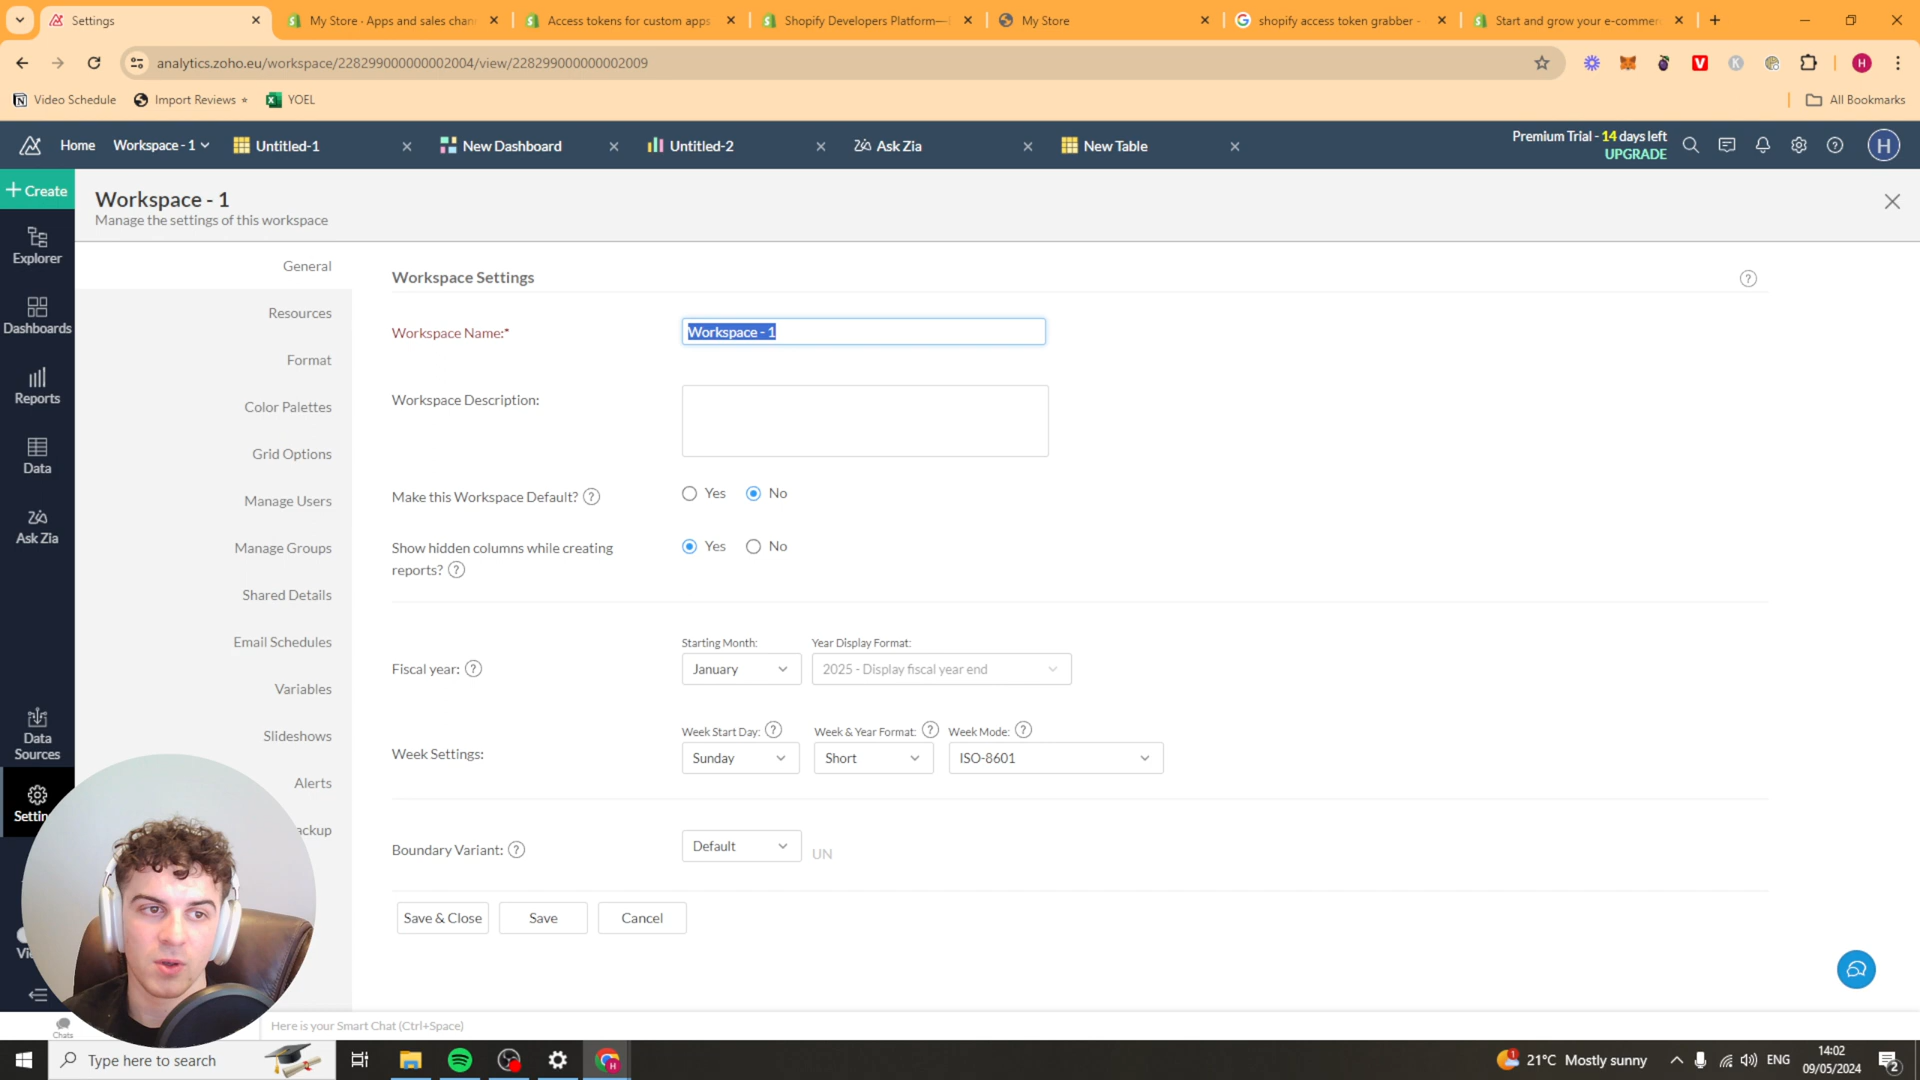 Settings
My Store · Apps and sales chan
Access tokens for custom apps
Shopify Developers Platform—
My Store
shopify access token grabber -
Start and grow your e-commer
analytics.zoho.eu/workspace/228299000000002004/view/228299000000002009
Video Schedule
Import Reviews
YOEL
All Bookmarks
Home
Workspace - 1
Untitled-1
New Dashboard
Untitled-2
Ask Zia
New Table
Premium Trial - 14 days left
UPGRADE
H
+ Create
Workspace - 1
Manage the settings of this workspace
Explorer
Dashboards
Reports
Data
Ask Zia
Data
Sources
Settin
General
Resources
Format
Color Palettes
Grid Options
Manage Users
Manage Groups
Shared Details
Email Schedules
Variables
Slideshows
Alerts
ackup
Workspace Settings
Workspace Name:*
Workspace - 1
Workspace Description:
Make this Workspace Default?
Yes
No
Show hidden columns while creating
reports?
Yes
No
Fiscal year:
Starting Month:
January
Year Display Format:
2025 - Display fiscal year end
Week Settings:
Week Start Day:
Sunday
Week & Year Format:
Short
Week Mode:
ISO-8601
Boundary Variant:
Default
UN
Save & Close
Save
Cancel
Chats
Here is your Smart Chat (Ctrl+Space)
Type here to search
21°C Mostly sunny
ENG
14:02
09/05/2024
2